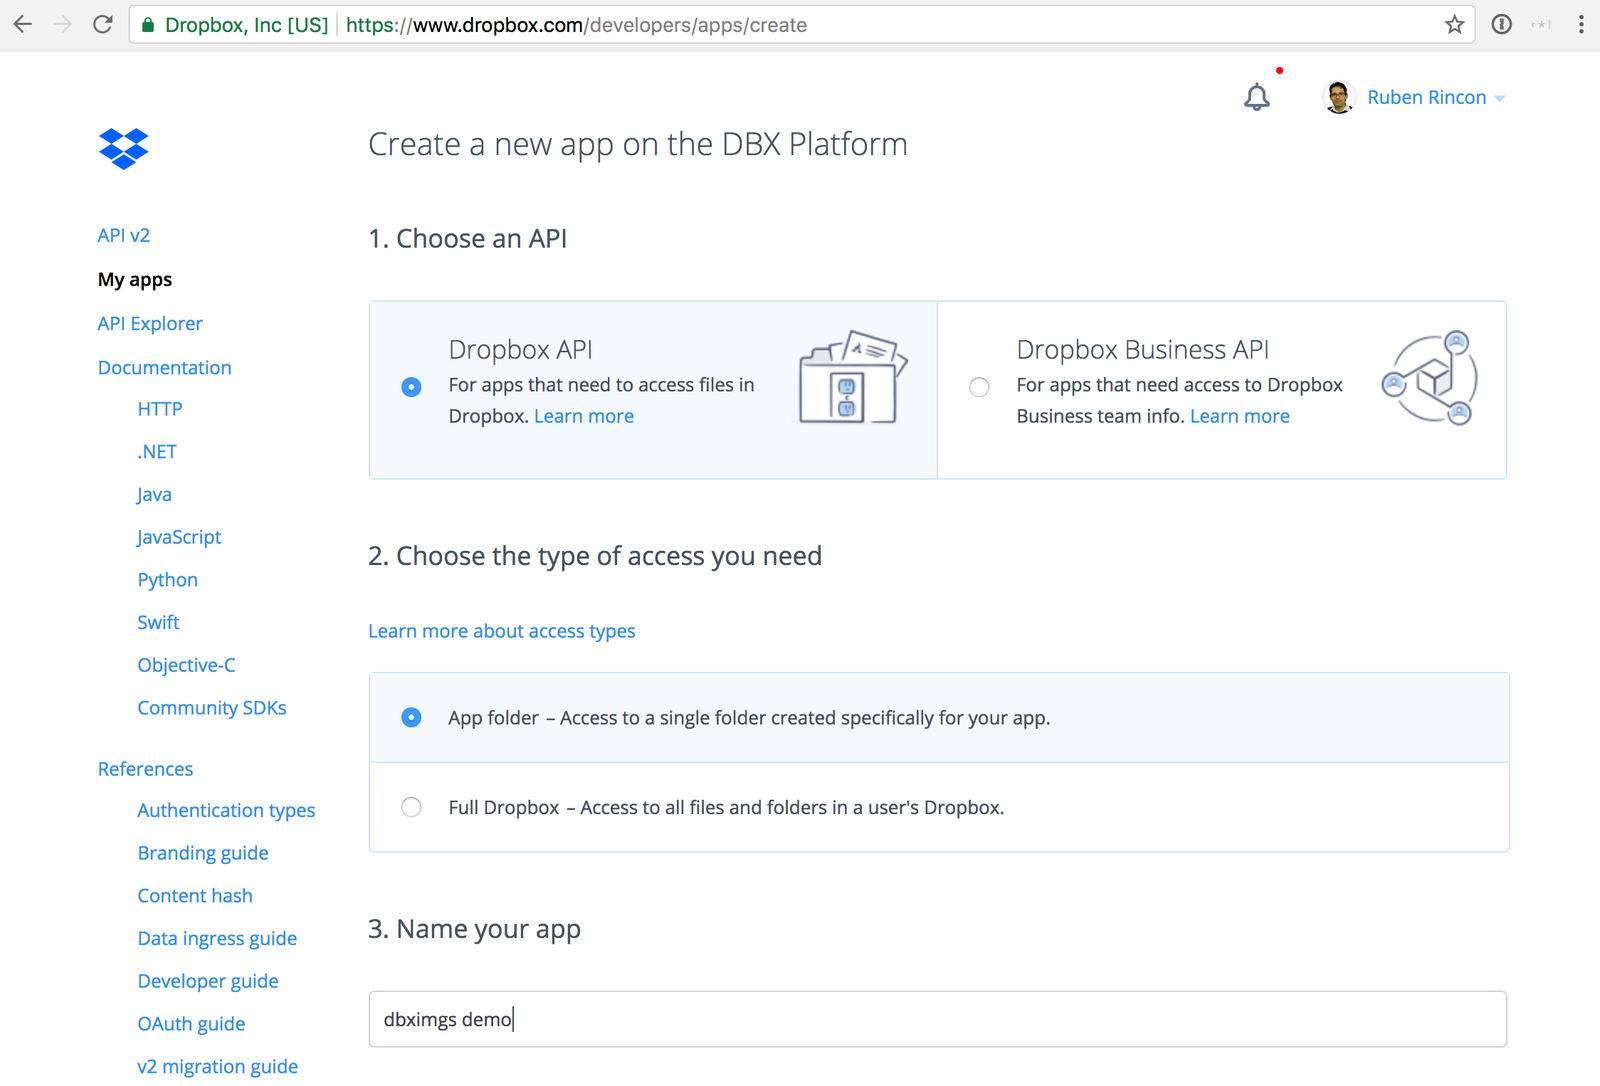 Dropbox, Inc [US] https://www.dropbox.com/developers/apps/create
Ruben Rincon
Create a new app on the DBX Platform
API v2
My apps
API Explorer
Documentation
HTTP
.NET
Java
JavaScript
Python
Swift
Objective-C
Community SDKs
References
Authentication types
Branding guide
Content hash
Data ingress guide
Developer guide
OAuth guide
v2 migration guide
1. Choose an API
Dropbox API
For apps that need to access files in
Dropbox. Learn more
Dropbox Business API
For apps that need access to Dropbox
Business team info. Learn more
2. Choose the type of access you need
Learn more about access types
App folder – Access to a single folder created specifically for your app.
Full Dropbox – Access to all files and folders in a user's Dropbox.
3. Name your app
dbximgs demo